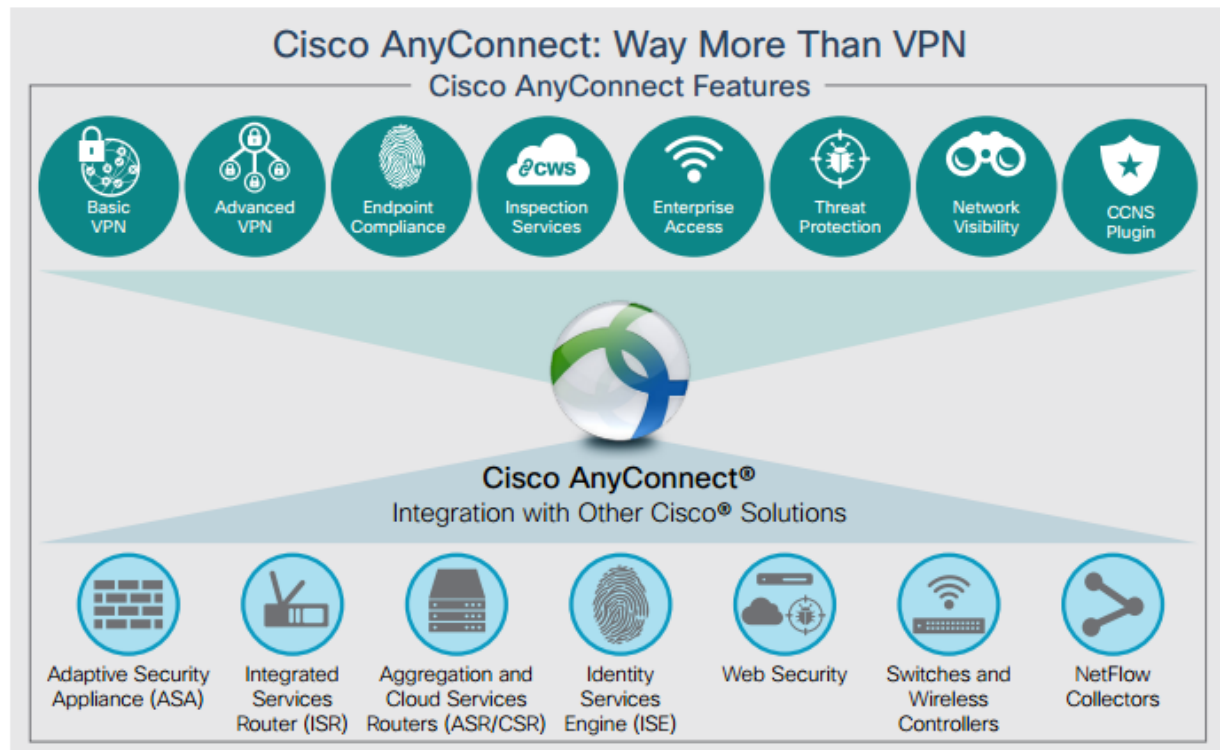 Cisco AnyConnect: Way More Than VPN
Cisco AnyConnect Features
Basic
VPN
Advanced
VPN
Endpoint
Compliance
CWS
Inspection
Services
Enterprise
Access
Threat
Protection
Network
Visibility
CCNS
Plugin
Cisco AnyConnect®
Integration with Other Cisco® Solutions
Adaptive Security
Appliance (ASA)
Integrated
Services
Router (ISR)
Aggregation and
Cloud Services
Routers (ASR/CSR)
Identity
Services
Engine (ISE)
Web Security
Switches and
Wireless
Controllers
NetFlow
Collectors